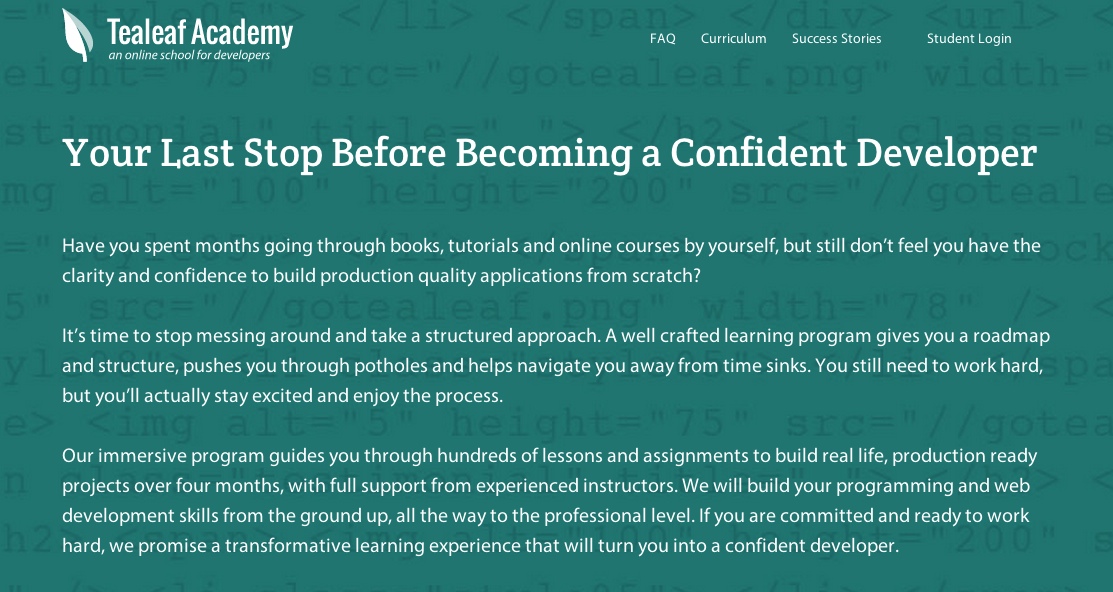 Tealeaf Academy
an online school for developers
FAQ Curriculum Success Stories Student Login
Your Last Stop Before Becoming a Confident Developer
Have you spent months going through books, tutorials and online courses by yourself, but still don't feel you have the
clarity and confidence to build production quality applications from scratch?
It's time to stop messing around and take a structured approach. A well crafted learning program gives you a roadmap
and structure, pushes you through potholes and helps navigate you away from time sinks. You still need to work hard,
but you'll actually stay excited and enjoy the process.
Our immersive program guides you through hundreds of lessons and assignments to build real life, production ready
projects over four months, with full support from experienced instructors. We will build your programming and web
development skills from the ground up, all the way to the professional level. If you are committed and ready to work
hard, we promise a transformative learning experience that will turn you into a confident developer.